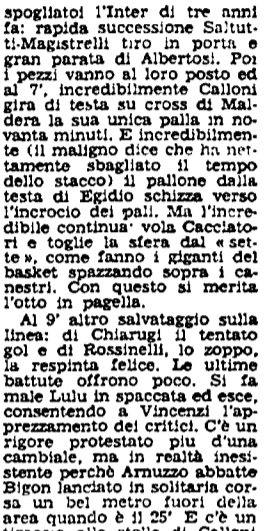 spogliatoi l'Inter di tre anni
fa: rapida successione Saltut-
ti-Magistrelli tiro in porta e
gran parata di Albertosi. Poi
i pezzi vanno al loro posto ed
al 7', incredibilmente Calloni
gira di testa su cross di Mal-
dera la sua unica palla in no-
vanta minuti. E incredibilmen-
te (il maligno dice che ha net-
tamente sbagliato il tempo
dello stacco) il pallone dalla
testa di Egidio schizza verso
l'incrocio dei pali. Ma l'incre-
dibile continua: vola Cacciato-
ri e toglie la sfera dal « set-
te », come fanno i giganti del
basket spazzando sopra i ca-
nestri. Con questo si merita
l'otto in pagella.
Al 9' altro salvataggio sulla
linea: di Chiarugi il tentato
gol e di Rossinelli, lo zoppo,
la respinta felice. Le ultime
battute offrono poco. Si fa
male Lulu in spaccata ed esce,
consentendo a Vincenzi l'ap-
prezzamento dei critici. C'è un
rigore protestato piu d'una
cambiale, ma in realtà inesi-
stente perchè Arnuzzo abbatte
Bigon lanciato in solitaria cor-
sa un bel metro fuori della
area quando è il 25' E c'è un